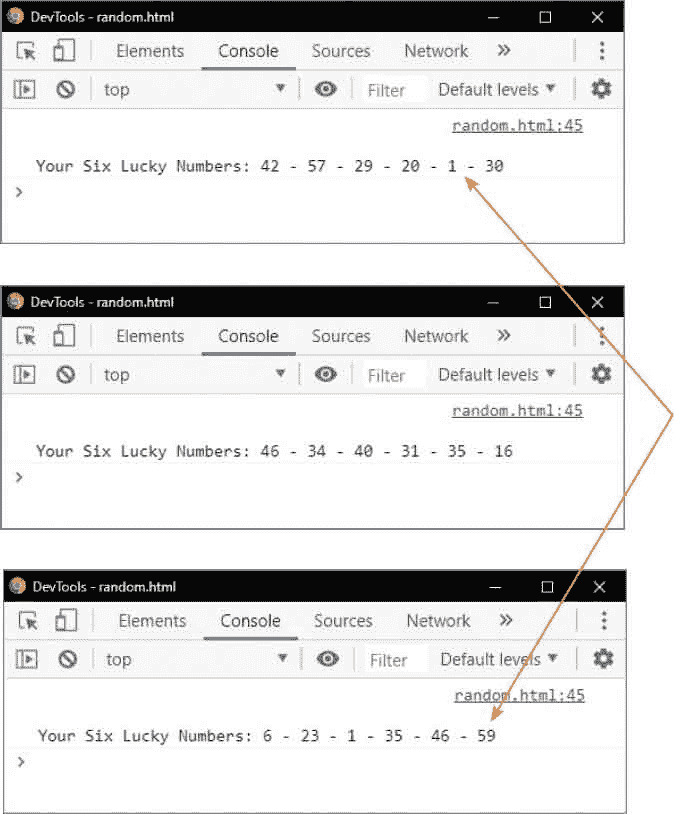 DevTools - random.html
Elements Console Sources Network »
top Filter Default levels
random.html:45
Your Six Lucky Numbers: 42 - 57 - 29 - 20 - 1 - 30
>
DevTools - random.html
Elements Console Sources Network »
top Filter Default levels
random.html:45
Your Six Lucky Numbers: 46 - 34 - 40 - 31 - 35 - 16
>
DevTools - random.html
Elements Console Sources Network »
top Filter Default levels
random.html:45
Your Six Lucky Numbers: 6 - 23 - 1 - 35 - 46 - 59
>